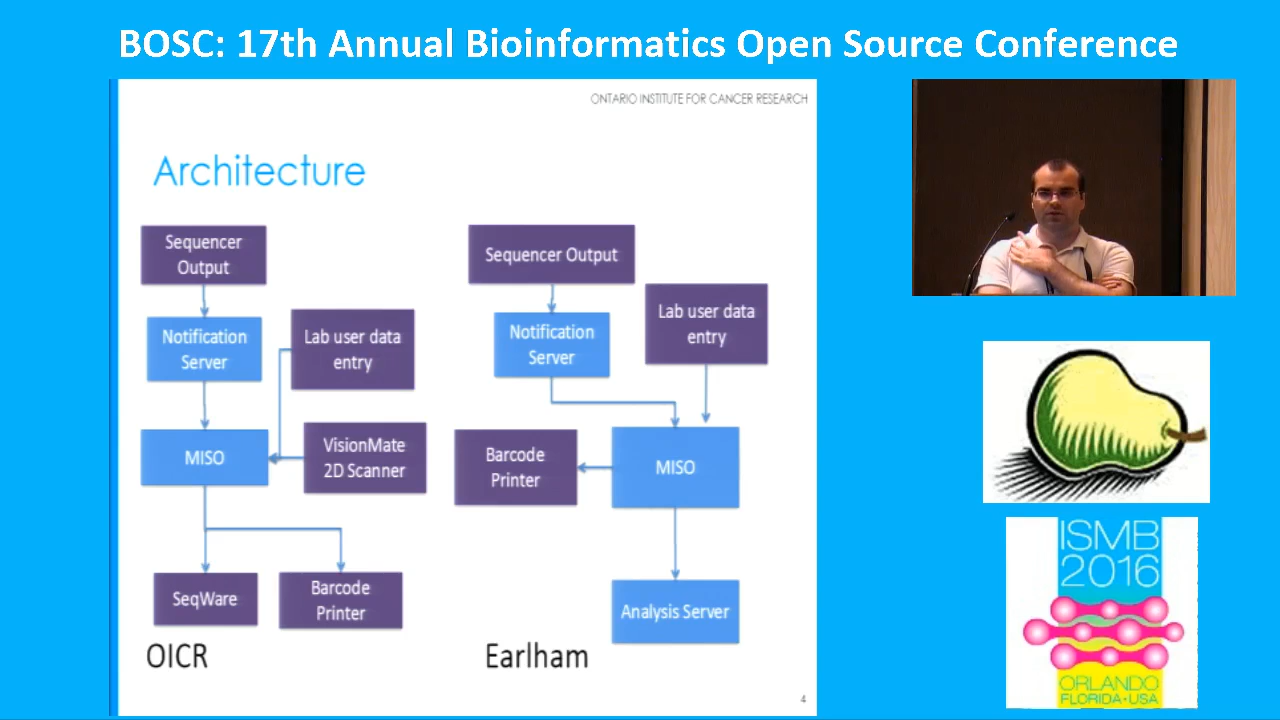 BOSC: 17th Annual Bioinformatics Open Source Conference
ONTARIO INSTITUTE FOR CANCER RESEARCH
Architecture
Sequencer
Output
Notification
Server
Lab user data
entry
MISO
VisionMate
2D Scanner
SeqWare
Barcode
Printer
OICR
Sequencer Output
Notification
Server
Lab user data
entry
Barcode
Printer
MISO
Analysis Server
Earlham
4
ISMB
2016
ORLANDO
FLORIDA • USA